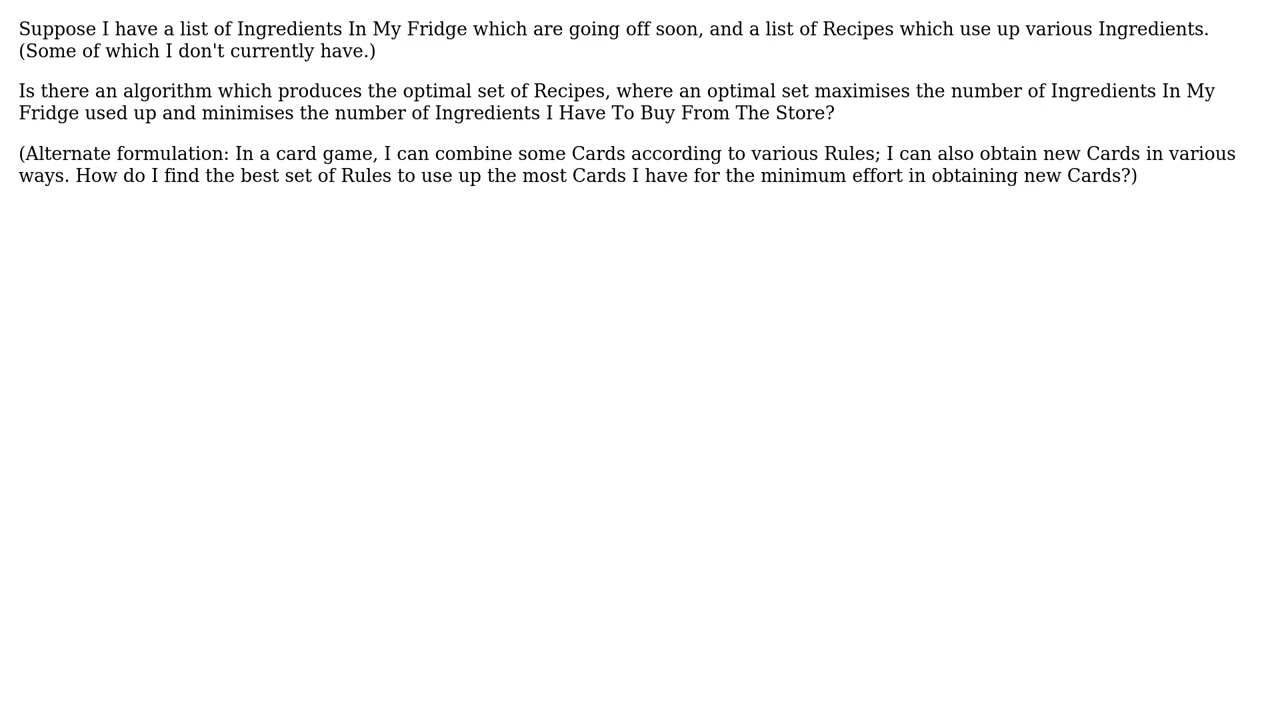 Suppose I have a list of Ingredients In My Fridge which are going off soon, and a list of Recipes which use up various Ingredients.
(Some of which I don't currently have.)
Is there an algorithm which produces the optimal set of Recipes, where an optimal set maximises the number of Ingredients In My
Fridge used up and minimises the number of Ingredients I Have To Buy From The Store?
(Alternate formulation: In a card game, I can combine some Cards according to various Rules; I can also obtain new Cards in various
ways. How do I find the best set of Rules to use up the most Cards I have for the minimum effort in obtaining new Cards?)